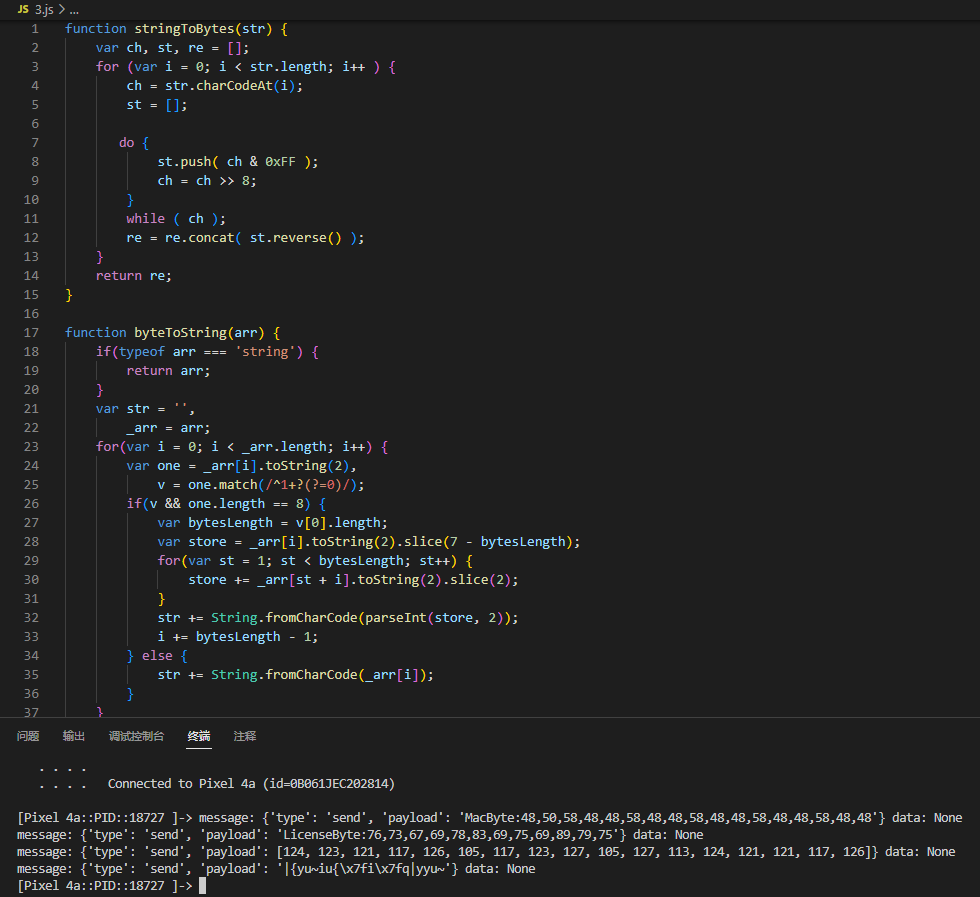 JS 3.js > ...
1 function stringToBytes(str) {
2 var ch, st, re = [];
3 for (var i = 0; i < str.length; i++ ) {
4 ch = str.charCodeAt(i);
5 st = [];
6
7 do {
8 st.push( ch & 0xFF );
9 ch = ch >> 8;
10 }
11 while ( ch );
12 re = re.concat( st.reverse() );
13 }
14 return re;
15 }
16
17 function byteToString(arr) {
18 if(typeof arr === 'string') {
19 return arr;
20 }
21 var str = '',
22 _arr = arr;
23 for(var i = 0; i < _arr.length; i++) {
24 var one = _arr[i].toString(2),
25 v = one.match(/^1+?(?=0)/);
26 if(v && one.length == 8) {
27 var bytesLength = v[0].length;
28 var store = _arr[i].toString(2).slice(7 - bytesLength);
29 for(var st = 1; st < bytesLength; st++) {
30 store += _arr[st + i].toString(2).slice(2);
31 }
32 str += String.fromCharCode(parseInt(store, 2));
33 i += bytesLength - 1;
34 } else {
35 str += String.fromCharCode(_arr[i]);
36 }
37 }
问题 输出 调试控制台 终端 注释
. . . .
. . . . Connected to Pixel 4a (id=0B061JEC202814)
[Pixel 4a::PID::18727 ]-> message: {'type': 'send', 'payload': 'MacByte:48,50,58,48,48,58,48,48,58,48,48,58,48,48,58,48,48'} data: None
message: {'type': 'send', 'payload': 'LicenseByte:76,73,67,69,78,83,69,75,69,89,79,75'} data: None
message: {'type': 'send', 'payload': [124, 123, 121, 117, 126, 105, 117, 123, 127, 105, 127, 113, 124, 121, 121, 117, 126]} data: None
message: {'type': 'send', 'payload': '|{yu~iu{\x7fi\x7fq|yyu~'} data: None
[Pixel 4a::PID::18727 ]->